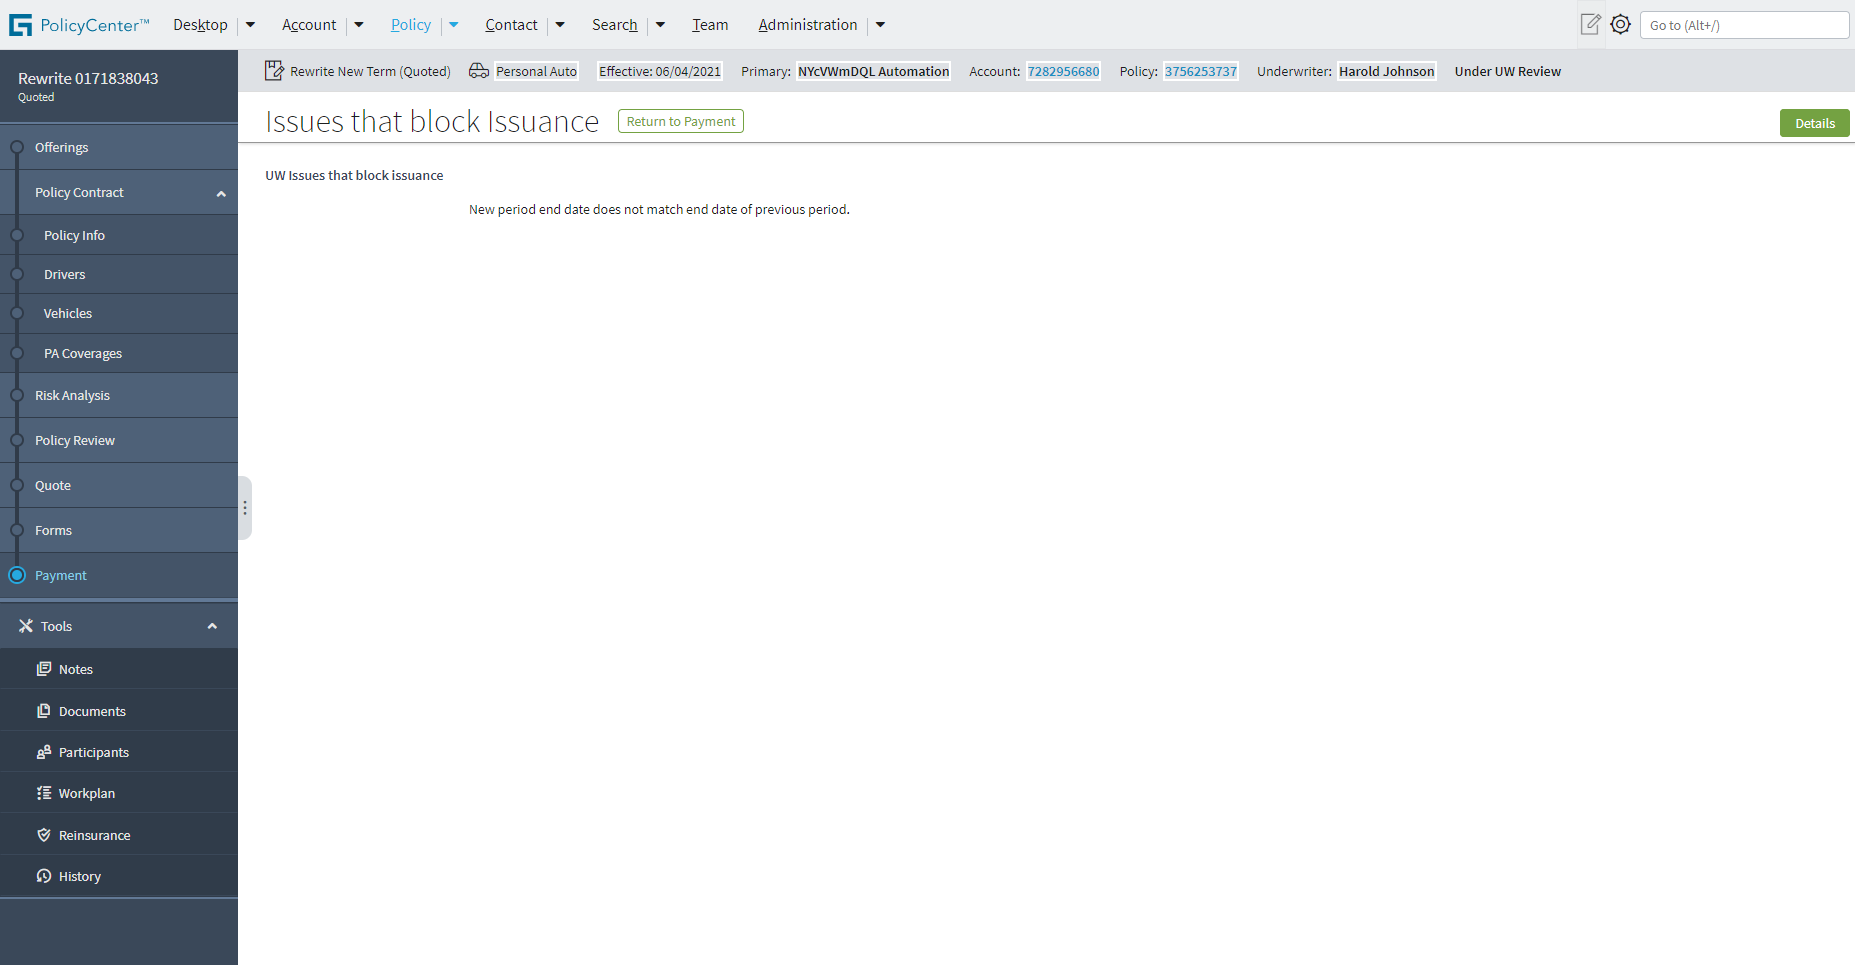 PolicyCenter™ Desktop Account Policy Contact Search Team Administration Go to (Alt+/)
Rewrite 0171838043
Quoted
Rewrite New Term (Quoted) Personal Auto Effective: 06/04/2021 Primary: NYcVWmDQL Automation Account: 7282956680 Policy: 3756253737 Underwriter: Harold Johnson Under UW Review
Issues that block Issuance Return to Payment Details
UW Issues that block issuance
New period end date does not match end date of previous period.
Offerings
Policy Contract
Policy Info
Drivers
Vehicles
PA Coverages
Risk Analysis
Policy Review
Quote
Forms
Payment
Tools
Notes
Documents
Participants
Workplan
Reinsurance
History